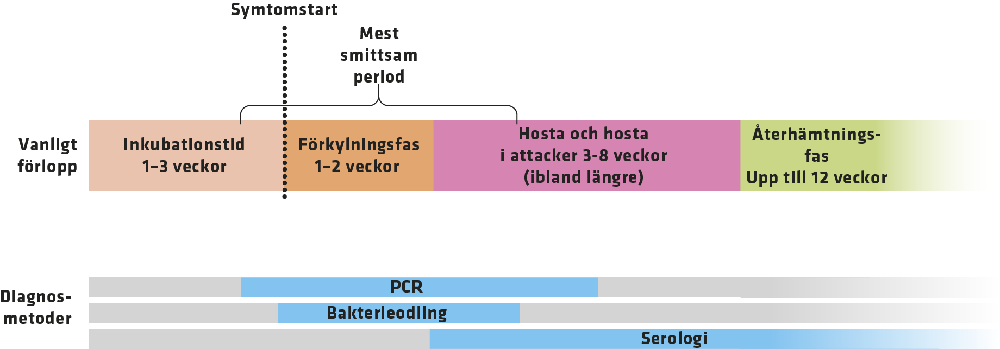 Symtomstart
Mest
smittsam
period
Vanligt
förlopp
Inkubationstid
1–3 veckor
Förkylningsfas
1–2 veckor
Hosta och hosta
i attacker 3-8 veckor
(ibland längre)
Återhämtnings-
fas
Upp till 12 veckor
Diagnos-
metoder
PCR
Bakterieodling
Serologi